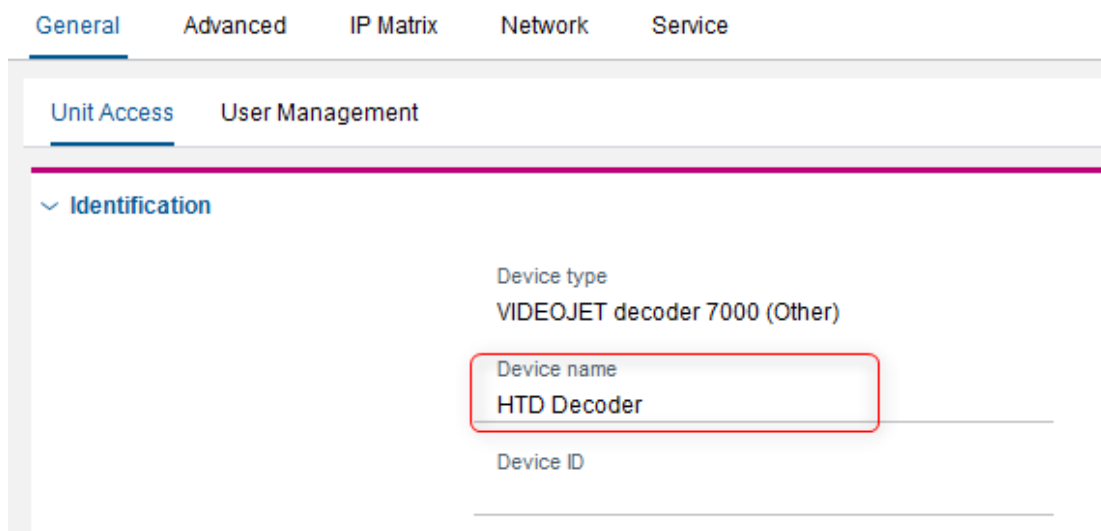 General Advanced IP Matrix Network Service
Unit Access User Management
Identification
Device type
VIDEOJET decoder 7000 (Other)
Device name
HTD Decoder
Device ID